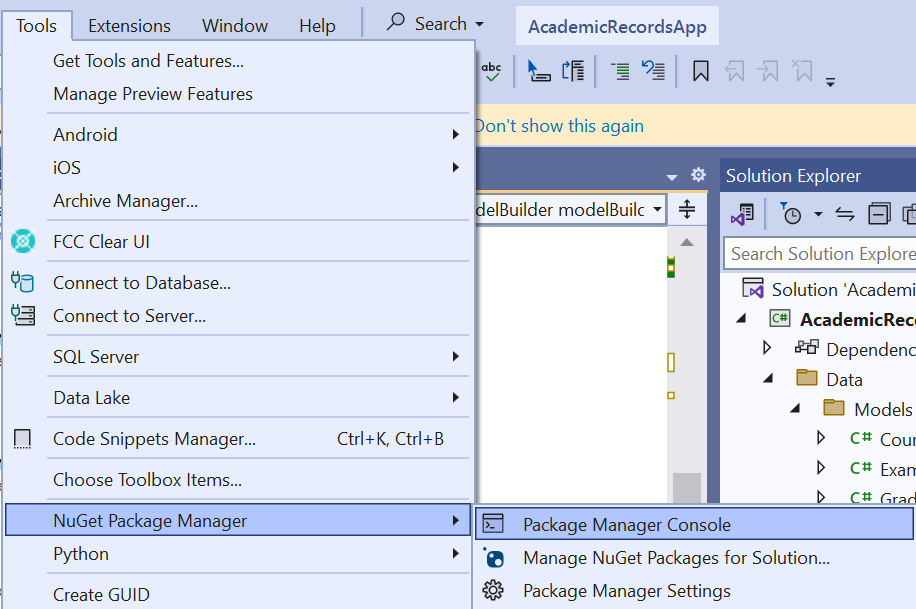 Tools Extensions Window Help Search AcademicRecordsApp
Get Tools and Features...
Manage Preview Features
Android
iOS
Archive Manager...
FCC Clear UI
Connect to Database...
Connect to Server...
SQL Server
Data Lake
Code Snippets Manager... Ctrl+K, Ctrl+B
Choose Toolbox Items...
NuGet Package Manager
Python
Create GUID
Package Manager Console
Manage NuGet Packages for Solution...
Package Manager Settings
abc
Don't show this again
delBuilder modelBuilc
Solution Explorer
Search Solution Explore
Solution 'Academi
C# AcademicRec
Dependenc
Data
Models
C# Cour
C# Exam
C# Grad